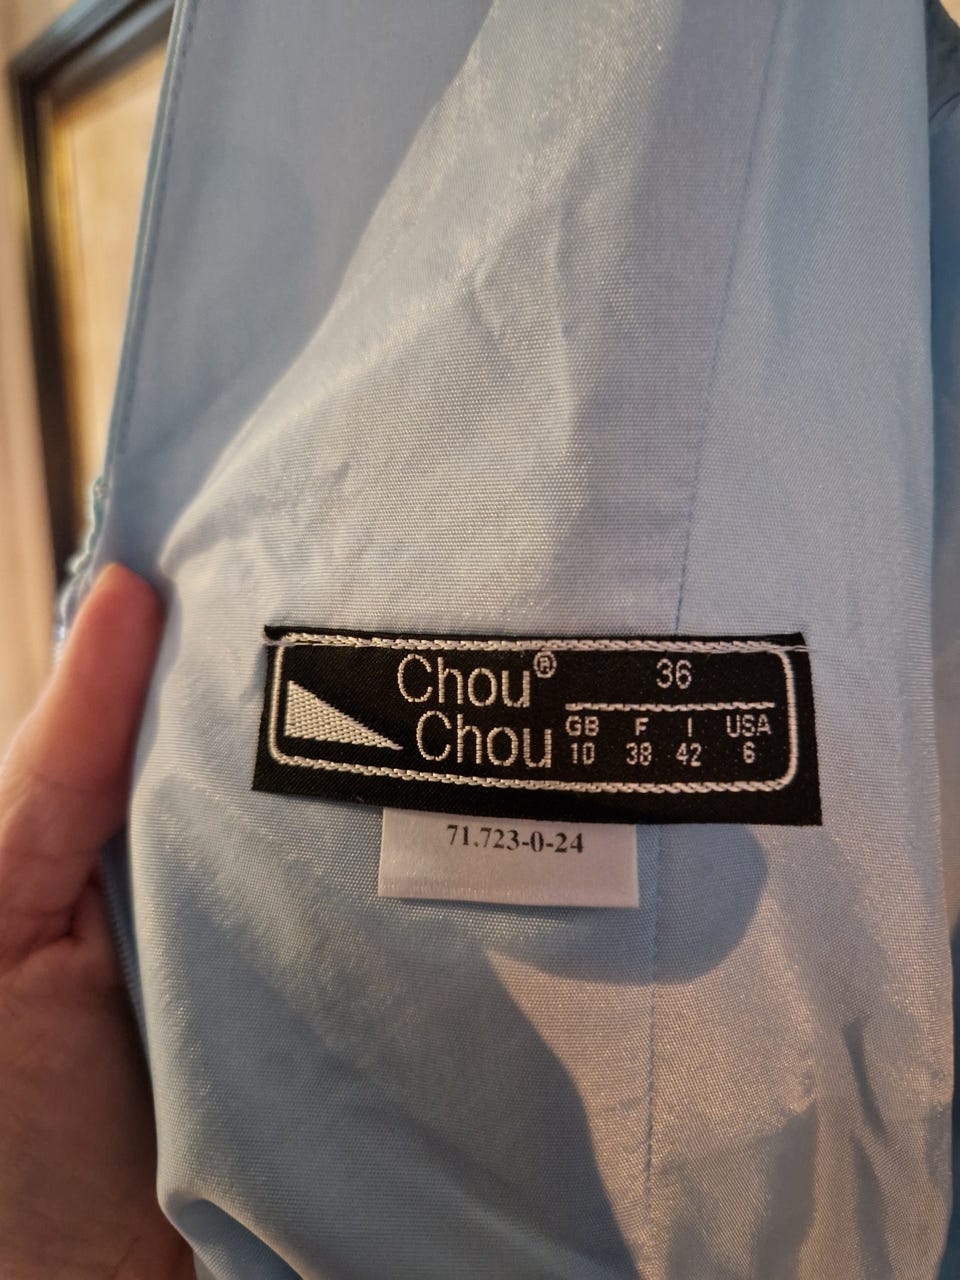 Chou® 36
Chou
GB F I USA
10 38 42 6
71.723-0-24